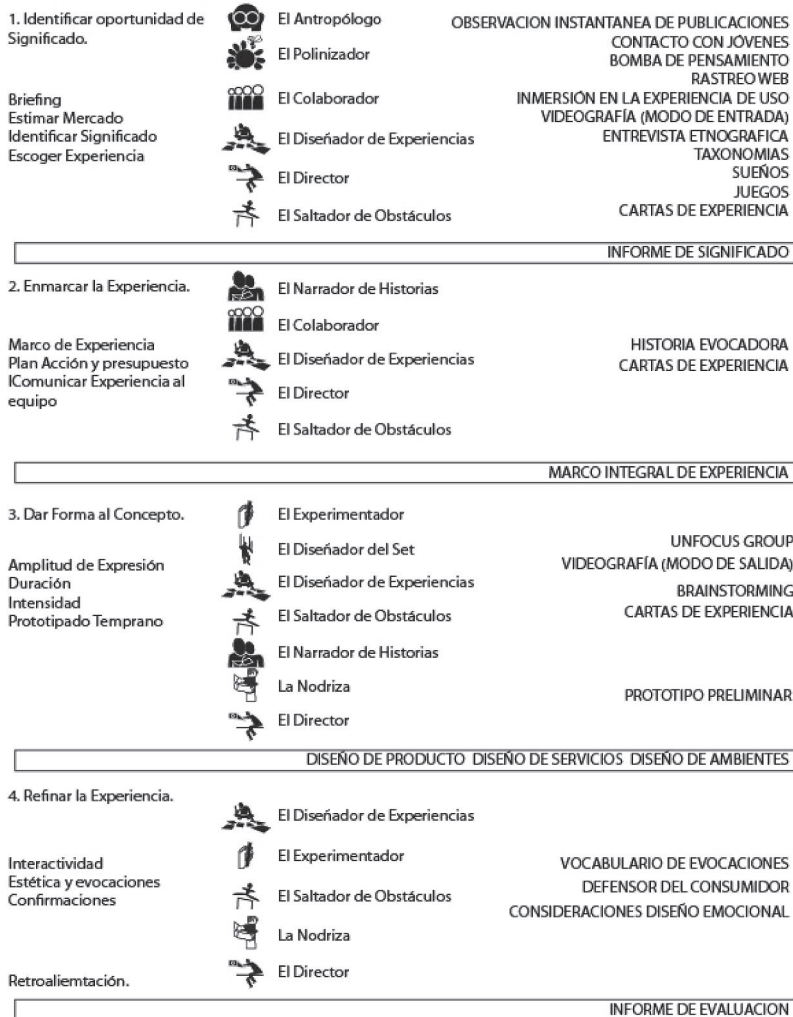 1. Identificar oportunidad de
Significado.
Briefing
Estimar Mercado
Identificar Significado
Escoger Experiencia
El Antropólogo
El Polinizador
El Colaborador
El Diseñador de Experiencias
El Director
El Saltador de Obstáculos
OBSERVACION INSTANTANEA DE PUBLICACIONES
CONTACTO CON JÓVENES
BOMBA DE PENSAMIENTO
RASTREO WEB
INMERSIÓN EN LA EXPERIENCIA DE USO
VIDEOGRAFÍA (MODO DE ENTRADA)
ENTREVISTA ETNOGRAFICA
TAXONOMIAS
SUEÑOS
JUEGOS
CARTAS DE EXPERIENCIA
INFORME DE SIGNIFICADO
2. Enmarcar la Experiencia.
Marco de Experiencia
Plan Acción y presupuesto
lComunicar Experiencia al
equipo
El Narrador de Historias
El Colaborador
El Diseñador de Experiencias
El Director
El Saltador de Obstáculos
HISTORIA EVOCADORA
CARTAS DE EXPERIENCIA
MARCO INTEGRAL DE EXPERIENCIA
3. Dar Forma al Concepto.
Amplitud de Expresión
Duración
Intensidad
Prototipado Temprano
El Experimentador
El Diseñador del Set
El Diseñador de Experiencias
El Saltador de Obstáculos
El Narrador de Historias
La Nodriza
El Director
UNFOCUS GROUP
VIDEOGRAFÍA (MODO DE SALIDA)
BRAINSTORMING
CARTAS DE EXPERIENCIA
PROTOTIPO PRELIMINAR
DISEÑO DE PRODUCTO DISEÑO DE SERVICIOS DISEÑO DE AMBIENTES
4. Refinar la Experiencia.
Interactividad
Estética y evocaciones
Confirmaciones
Retroaliemtación.
El Diseñador de Experiencias
El Experimentador
El Saltador de Obstáculos
La Nodriza
El Director
VOCABULARIO DE EVOCACIONES
DEFENSOR DEL CONSUMIDOR
CONSIDERACIONES DISEÑO EMOCIONAL
INFORME DE EVALUACION